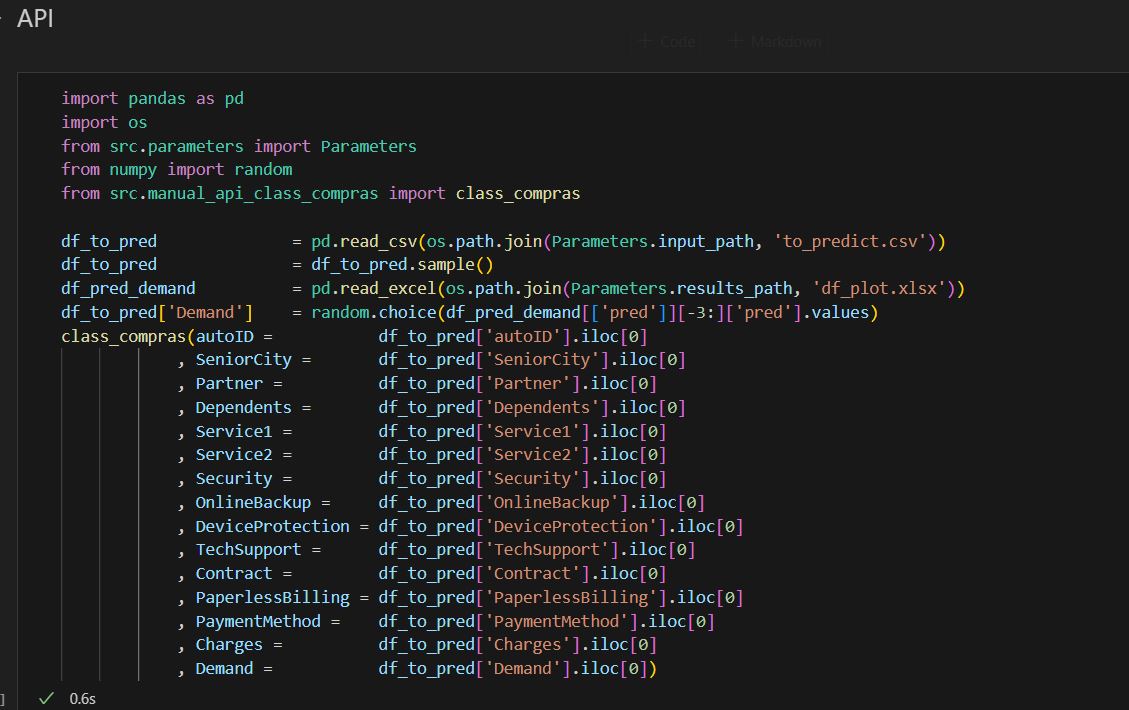 API
+ Code + Markdown
import pandas as pd
import os
from src.parameters import Parameters
from numpy import random
from src.manual_api_class_compras import class_compras
df_to_pred = pd.read_csv(os.path.join(Parameters.input_path, 'to_predict.csv'))
df_to_pred = df_to_pred.sample()
df_pred_demand = pd.read_excel(os.path.join(Parameters.results_path, 'df_plot.xlsx'))
df_to_pred['Demand'] = random.choice(df_pred_demand[['pred']][-3:]['pred'].values)
class_compras(autoID = df_to_pred['autoID'].iloc[0]
, SeniorCity = df_to_pred['SeniorCity'].iloc[0]
, Partner = df_to_pred['Partner'].iloc[0]
, Dependents = df_to_pred['Dependents'].iloc[0]
, Service1 = df_to_pred['Service1'].iloc[0]
, Service2 = df_to_pred['Service2'].iloc[0]
, Security = df_to_pred['Security'].iloc[0]
, OnlineBackup = df_to_pred['OnlineBackup'].iloc[0]
, DeviceProtection = df_to_pred['DeviceProtection'].iloc[0]
, TechSupport = df_to_pred['TechSupport'].iloc[0]
, Contract = df_to_pred['Contract'].iloc[0]
, PaperlessBilling = df_to_pred['PaperlessBilling'].iloc[0]
, PaymentMethod = df_to_pred['PaymentMethod'].iloc[0]
, Charges = df_to_pred['Charges'].iloc[0]
, Demand = df_to_pred['Demand'].iloc[0])
] ✓ 0.6s